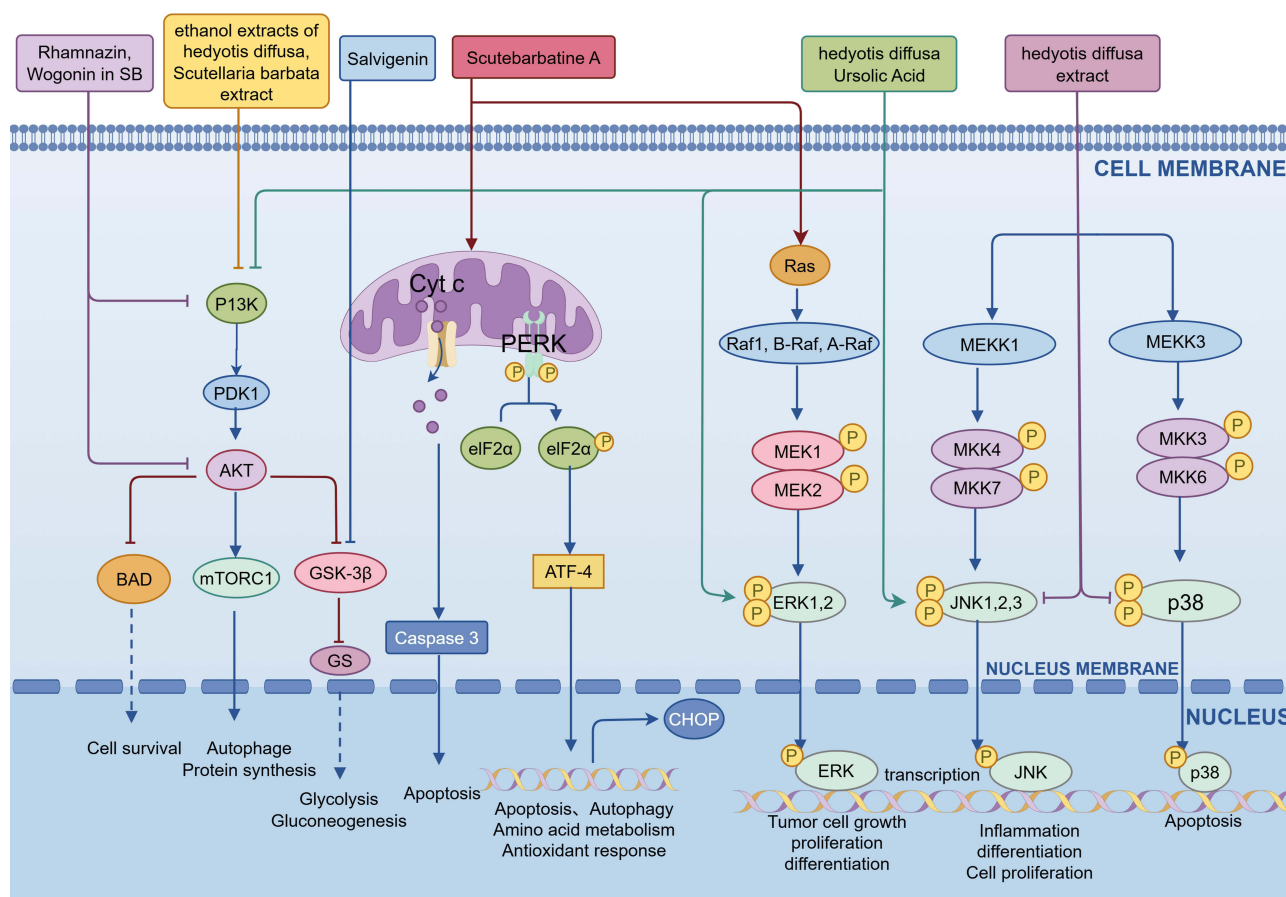 Rhamnazin,
Wogonin in SB
ethanol extracts of
hedyotis diffusa,
Scutellaria barbata
extract
Salvigenin
Scutebarbatine A
hedyotis diffusa
Ursolic Acid
hedyotis diffusa
extract
CELL MEMBRANE
Ras
Cyt c
P13K
PERK
Raf1, B-Raf, A-Raf
MEKK1
MEKK3
P
P
PDK1
eIF2α
eIF2α
P
MEK1
P
MEK2
P
MKK4
P
MKK7
P
MKK3
P
MKK6
P
AKT
BAD
mTORC1
GSK-3β
ATF-4
P
P
ERK1,2
P
P
JNK1,2,3
P
P
p38
Caspase 3
GS
NUCLEUS MEMBRANE
NUCLEUS
CHOP
Cell survival
Autophage
Protein synthesis
Glycolysis
Gluconeogenesis
Apoptosis
Apoptosis、Autophagy
Amino acid metabolism
Antioxidant response
P
ERK
transcription
P
JNK
P
p38
Tumor cell growth
proliferation
differentiation
Inflammation
differentiation
Cell proliferation
Apoptosis